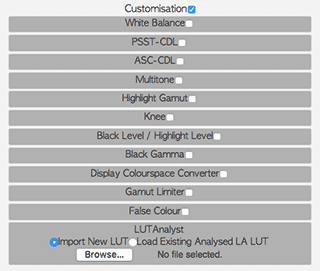 Customisation
White Balance
PSST-CDL
ASC-CDL
Multitone
Highlight Gamut
Knee
Black Level / Highlight Level
Black Gamma
Display Colourspace Converter
Gamut Limiter
False Colour
LUTAnalyst
Import New LUT Load Existing Analysed LA LUT
Browse... No file selected.